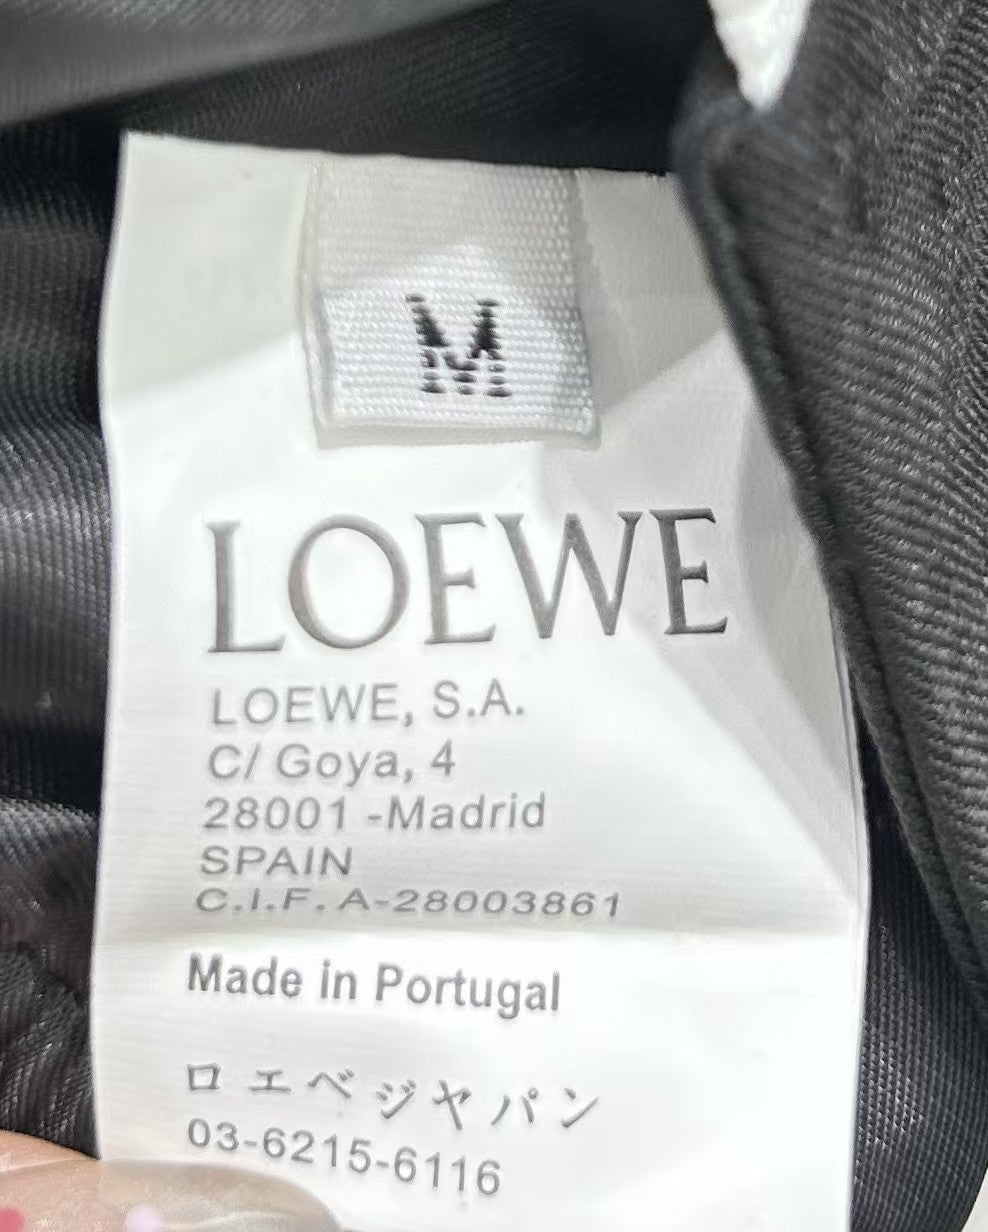 M
LOEWE
LOEWE, S.A.
C/ Goya, 4
28001 -Madrid
SPAIN
C.I.F. A-28003861
Made in Portugal
ロエベジヤパン
03-6215-6116